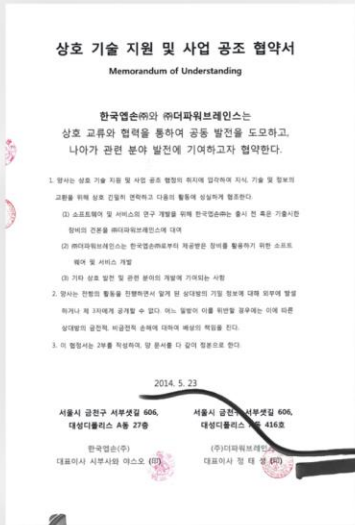 상호 기술 지원 및 사업 공조 협약서
Memorandum of Understanding
한국엡손㈜와 ㈜더파워브레인스는
상호 교류와 협력을 통하여 공동 발전을 도모하고,
나아가 관련 분야 발전에 기여하고자 협약한다.
1. 양사는 상호 기술 지원 및 사업 공조 협정의 취지에 입각하여 지식, 기술 및 정보의
교환을 위해 상호 긴밀히 연락하고 다음의 활동에 성실하게 협조한다.
(1) 소프트웨어 및 서비스의 연구 개발을 위해 한국엡손㈜는 출시 전 혹은 기출시한
장비의 견본을 ㈜더파워브레인스에 대여
(2) ㈜더파워브레인스는 한국엡손㈜로부터 제공받은 장비를 활용하기 위한 소프트
웨어 및 서비스 개발
(3) 기타 상호 발전 및 관련 분야의 개발에 기여되는 사항
2. 양사는 전항의 활동을 진행하면서 알게 된 상대방의 기밀 정보에 대해 외부에 발설
하거나 제 3자에게 공개할 수 없다. 어느 일방이 이를 위반할 경우에는 이에 따른
상대방의 금전적, 비금전적 손해에 대하여 배상의 책임을 진다.
3. 이 협정서는 2부를 작성하여, 양 문서를 다 같이 정본으로 한다.
2014. 5. 23
서울시 금천구 서부샛길 606,
대성디폴리스 A동 27층
한국엡손(주)
대표이사 시부사와 야스오 (印)
서울시 금천구 서부샛길 606,
대성디폴리스 A동 416호
(주)더파워브레인스
대표이사 정 태 (印)